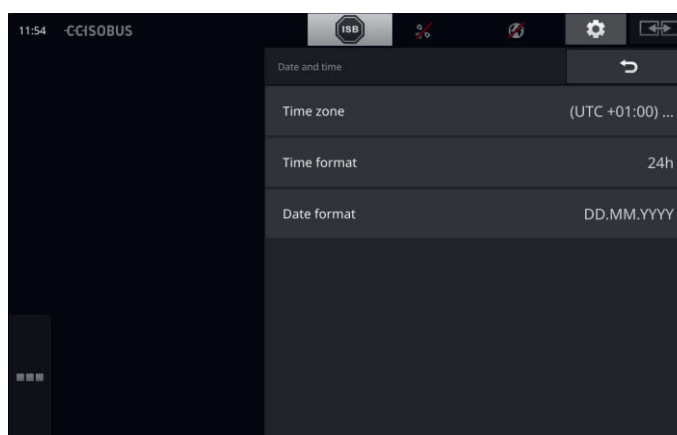 11:54 CCISOBUS ISB
Date and time
Time zone (UTC +01:00) ...
Time format 24h
Date format DD.MM.YYYY